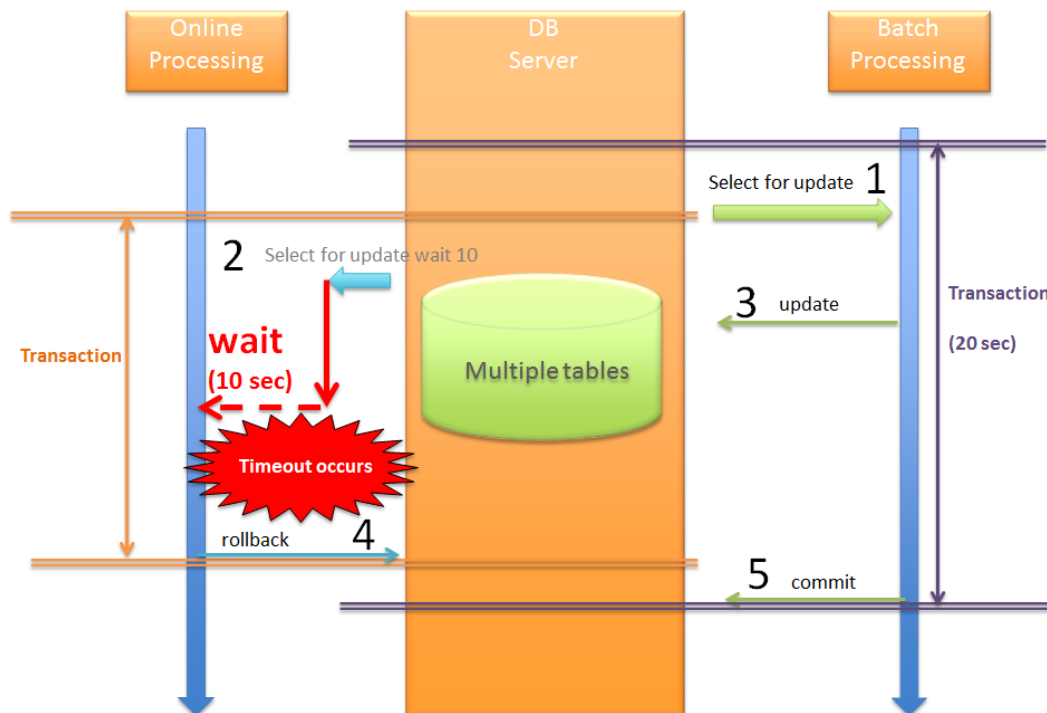 Online
Processing
DB
Server
Batch
Processing
Select for update 1
2 Select for update wait 10
3 update
Transaction
(20 sec)
wait
(10 sec)
Transaction
Multiple tables
Timeout occurs
rollback 4
5 commit